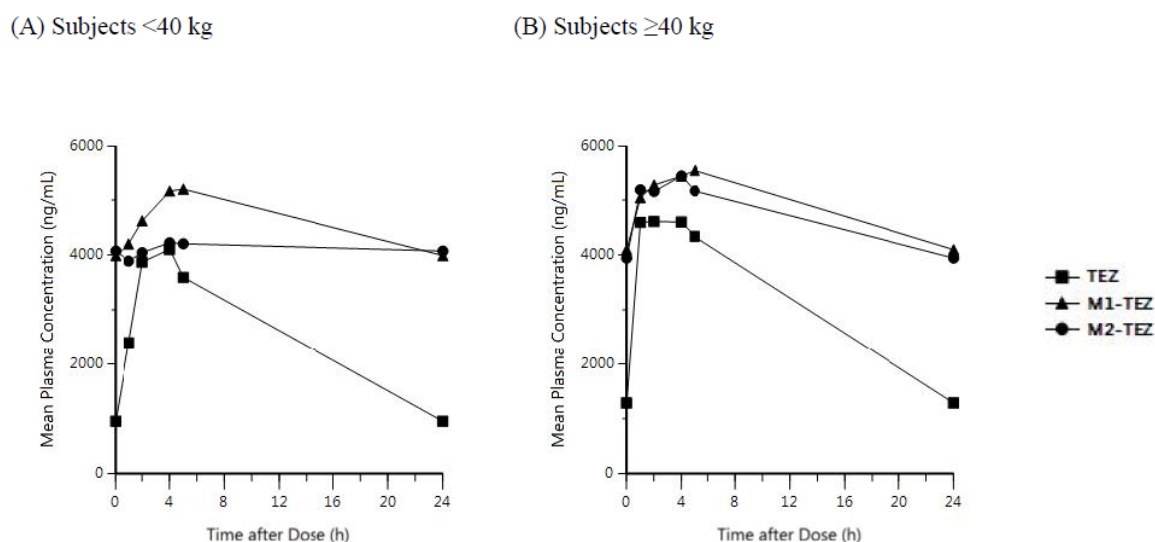 (A) Subjects <40 kg
(B) Subjects ≥40 kg
Mean Plasma Concentration (ng/mL)
6000
4000
2000
0
0 4 8 12 16 20 24
Time after Dose (h)
Mean Plasma Concentration (ng/mL)
6000
4000
2000
0
0 4 8 12 16 20 24
Time after Dose (h)
TEZ
M1-TEZ
M2-TEZ